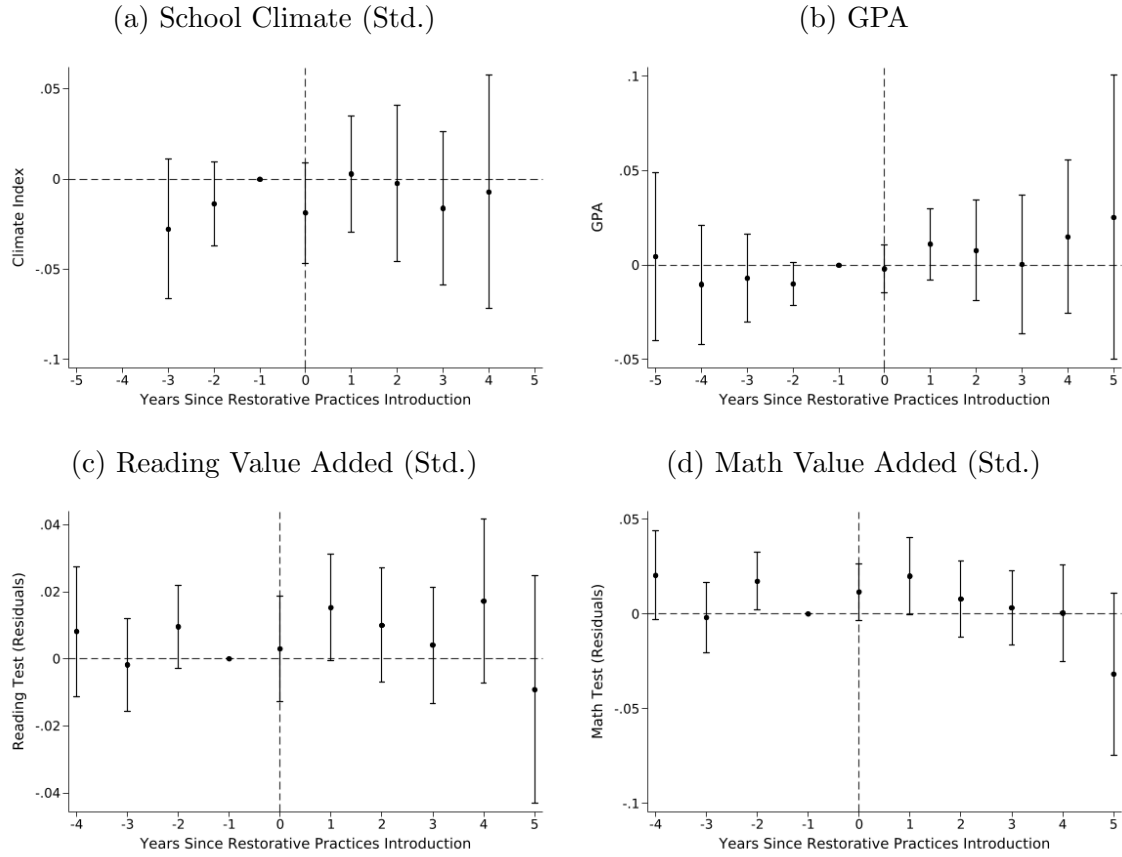 (a) School Climate (Std.)
.05
0
-.05
-.1
Climate Index
-5 -4 -3 -2 -1 0 1 2 3 4 5
Years Since Restorative Practices Introduction
(b) GPA
.1
.05
0
-.05
GPA
-5 -4 -3 -2 -1 0 1 2 3 4 5
Years Since Restorative Practices Introduction
(c) Reading Value Added (Std.)
.04
.02
0
-.02
-.04
Reading Test (Residuals)
-4 -3 -2 -1 0 1 2 3 4 5
Years Since Restorative Practices Introduction
(d) Math Value Added (Std.)
.05
0
-.05
-.1
Math Test (Residuals)
-4 -3 -2 -1 0 1 2 3 4 5
Years Since Restorative Practices Introduction